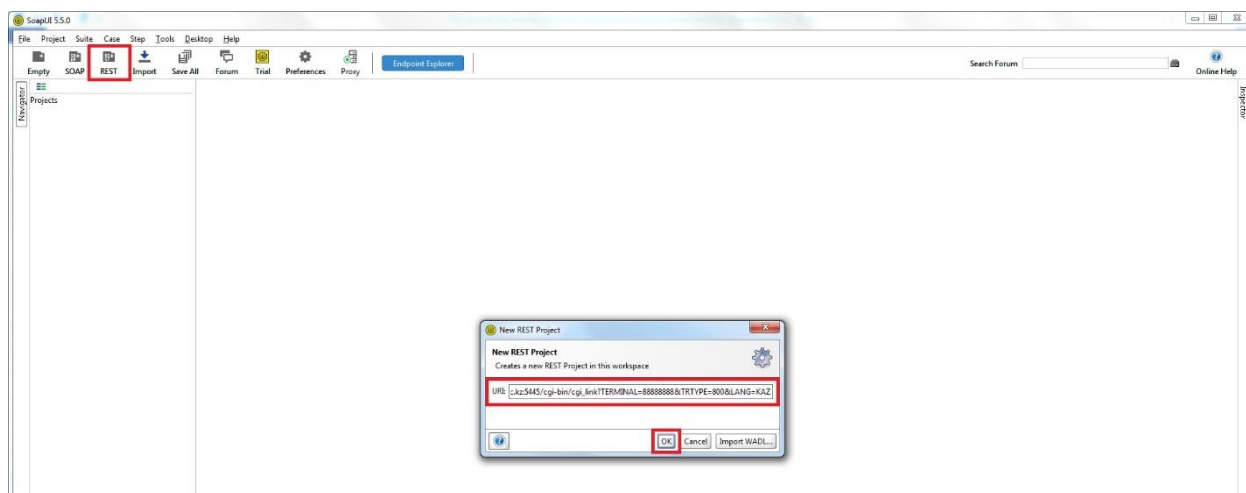 SoapUI 5.5.0
File Project Suite Case Step Tools Desktop Help
Empty SOAP REST Import Save All Forum Trial Preferences Proxy Endpoint Explorer Search Forum Online Help
Navigator
Projects
Inspector
New REST Project
New REST Project
Creates a new REST Project in this workspace
URI: .kz:5445/cgi-bin/cgi_link?TERMINAL=88888888&TRTYPE=800&LANG=KAZ
OK Cancel Import WADL...